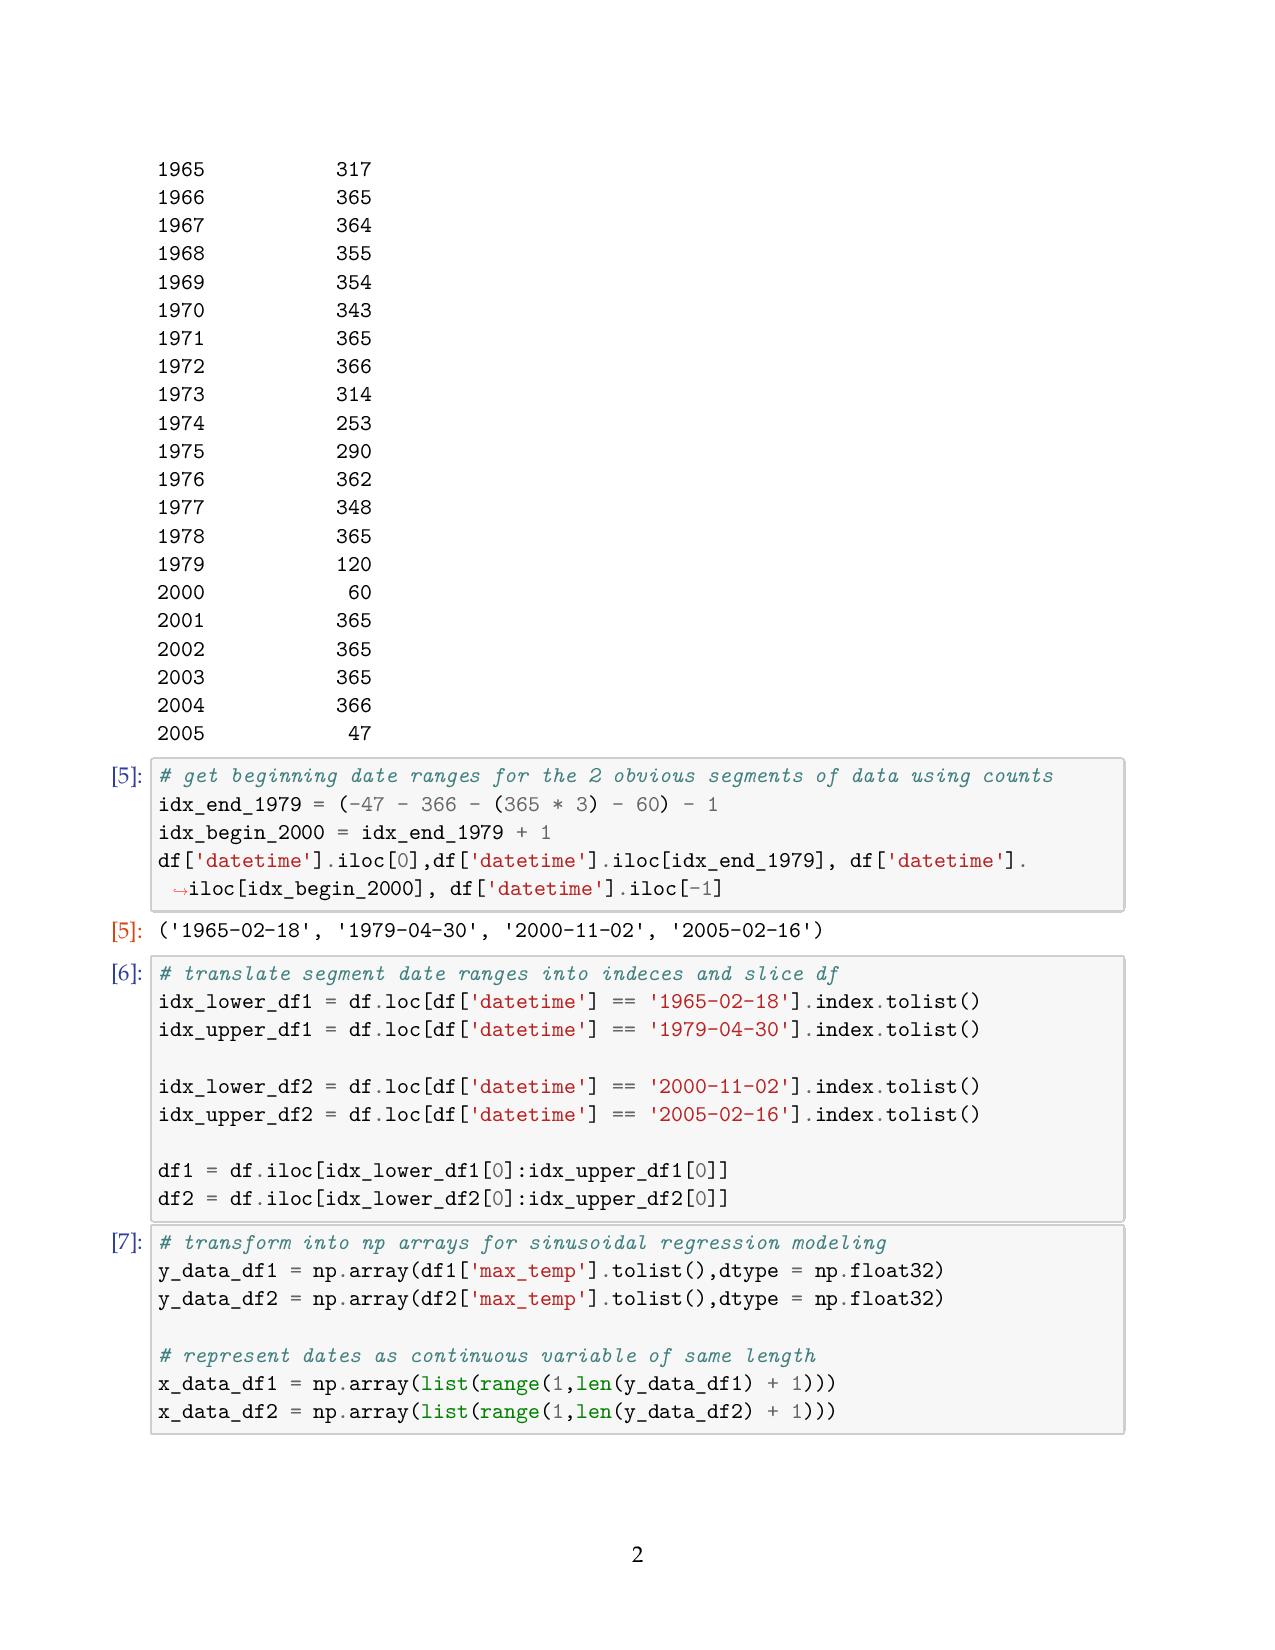 1965 317
1966 365
1967 364
1968 355
1969 354
1970 343
1971 365
1972 366
1973 314
1974 253
1975 290
1976 362
1977 348
1978 365
1979 120
2000 60
2001 365
2002 365
2003 365
2004 366
2005 47
[5]: # get beginning date ranges for the 2 obvious segments of data using counts
idx_end_1979 = (-47 - 366 - (365 * 3) - 60) - 1
idx_begin_2000 = idx_end_1979 + 1
df['datetime'].iloc[0],df['datetime'].iloc[idx_end_1979], df['datetime'].
↪iloc[idx_begin_2000], df['datetime'].iloc[-1]
[5]: ('1965-02-18', '1979-04-30', '2000-11-02', '2005-02-16')
[6]: # translate segment date ranges into indeces and slice df
idx_lower_df1 = df.loc[df['datetime'] == '1965-02-18'].index.tolist()
idx_upper_df1 = df.loc[df['datetime'] == '1979-04-30'].index.tolist()
idx_lower_df2 = df.loc[df['datetime'] == '2000-11-02'].index.tolist()
idx_upper_df2 = df.loc[df['datetime'] == '2005-02-16'].index.tolist()
df1 = df.iloc[idx_lower_df1[0]:idx_upper_df1[0]]
df2 = df.iloc[idx_lower_df2[0]:idx_upper_df2[0]]
[7]: # transform into np arrays for sinusoidal regression modeling
y_data_df1 = np.array(df1['max_temp'].tolist(),dtype = np.float32)
y_data_df2 = np.array(df2['max_temp'].tolist(),dtype = np.float32)
# represent dates as continuous variable of same length
x_data_df1 = np.array(list(range(1,len(y_data_df1) + 1)))
x_data_df2 = np.array(list(range(1,len(y_data_df2) + 1)))
2